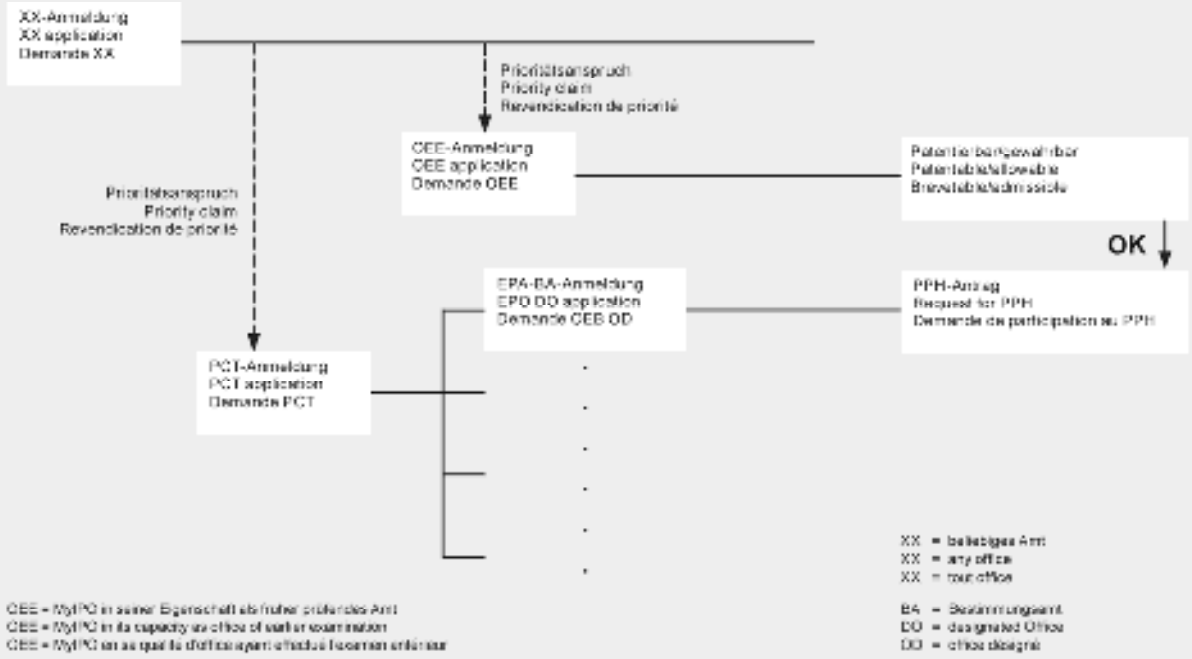 XX-Anmeldung
XX application
Demande XX
Prioritätsanspruch
Priority claim
Revendication de priorité
OEE-Anmeldung
OEE application
Demande OEE
Patentierbar/gewährbar
Patentable/allowable
Brevetable/admissible
Prioritätsanspruch
Priority claim
Revendication de priorité
OK
EPA-BA-Anmeldung
EPO DO application
Demande OEB OD
PPH-Antrag
Request for PPH
Demande de participation au PPH
PCT-Anmeldung
PCT application
Demande PCT
XX = beliebiges Amt
XX = any office
XX = tout office
OEE = MyIPO in seiner Eigenschaft als früher prüfendes Amt
OEE = MyIPO in its capacity as office of earlier examination
OEE = MyIPO en sa qualité d'office ayant effectué l'examen antérieur
BA = Bestimmungsamt
DO = designated Office
OD = office désigné